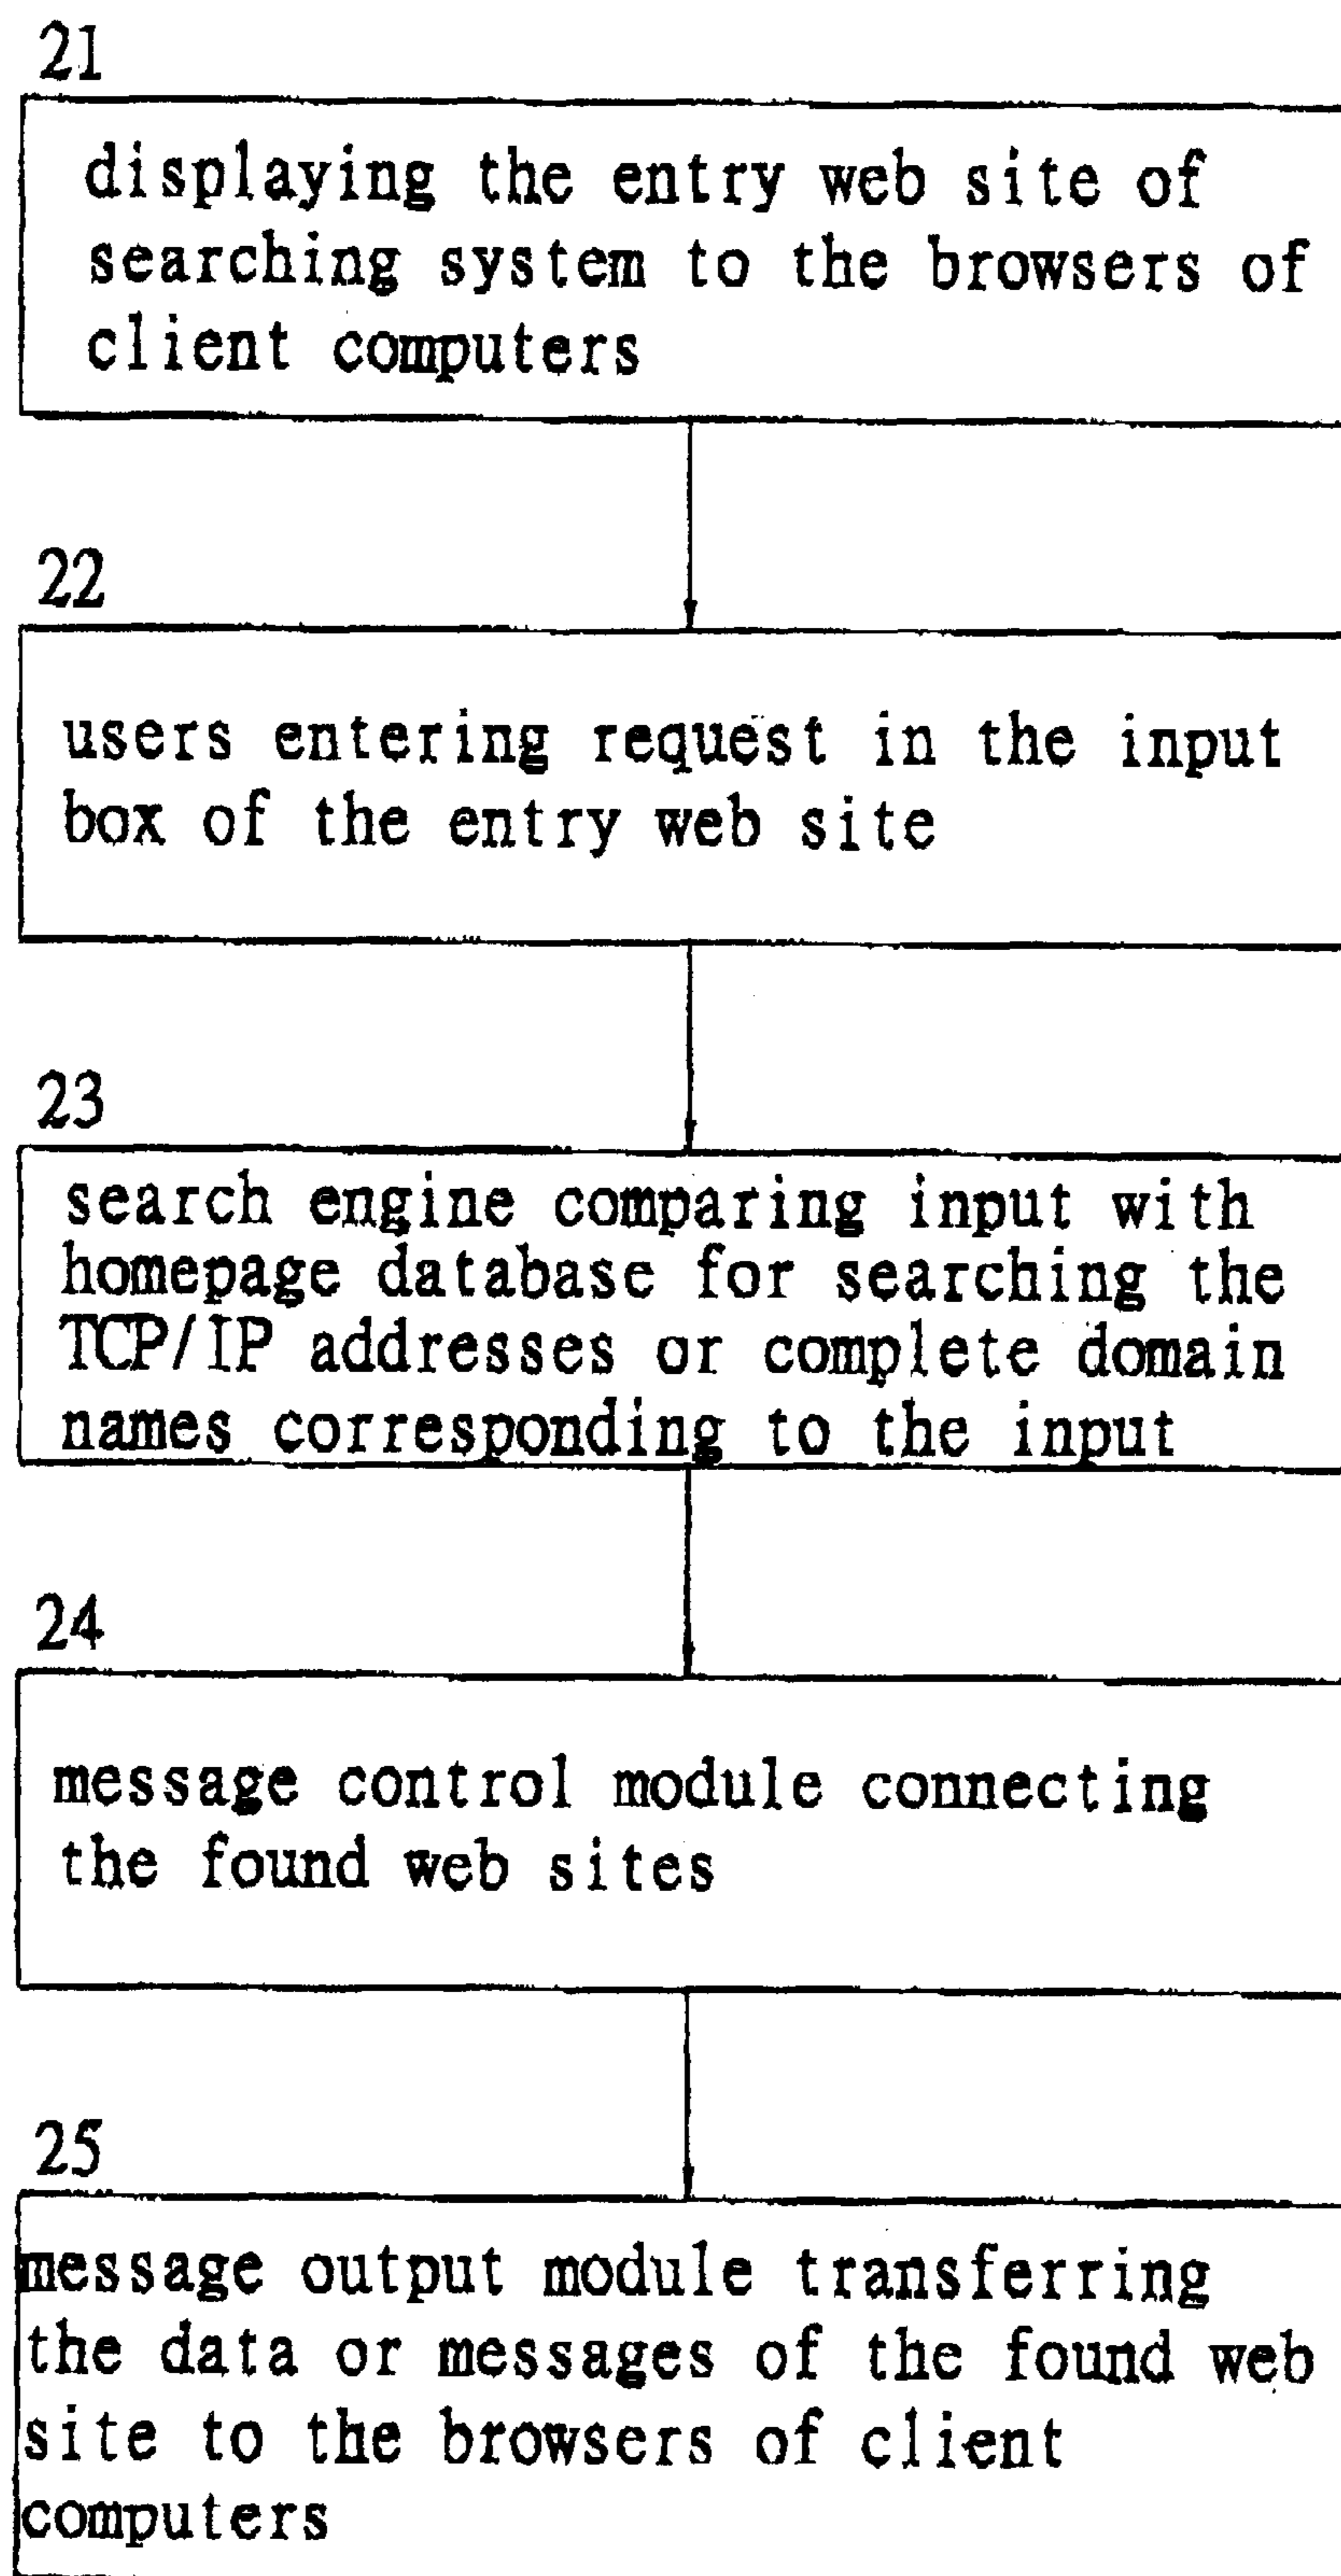 21
displaying the entry web site of
searching system to the browsers of
client computers
22
users entering request in the input
box of the entry web site
23
search engine comparing input with
homepage database for searching the
TCP/IP addresses or complete domain
names corresponding to the input
24
message control module connecting
the found web sites
25
message output module transferring
the data or messages of the found web
site to the browsers of client
computers